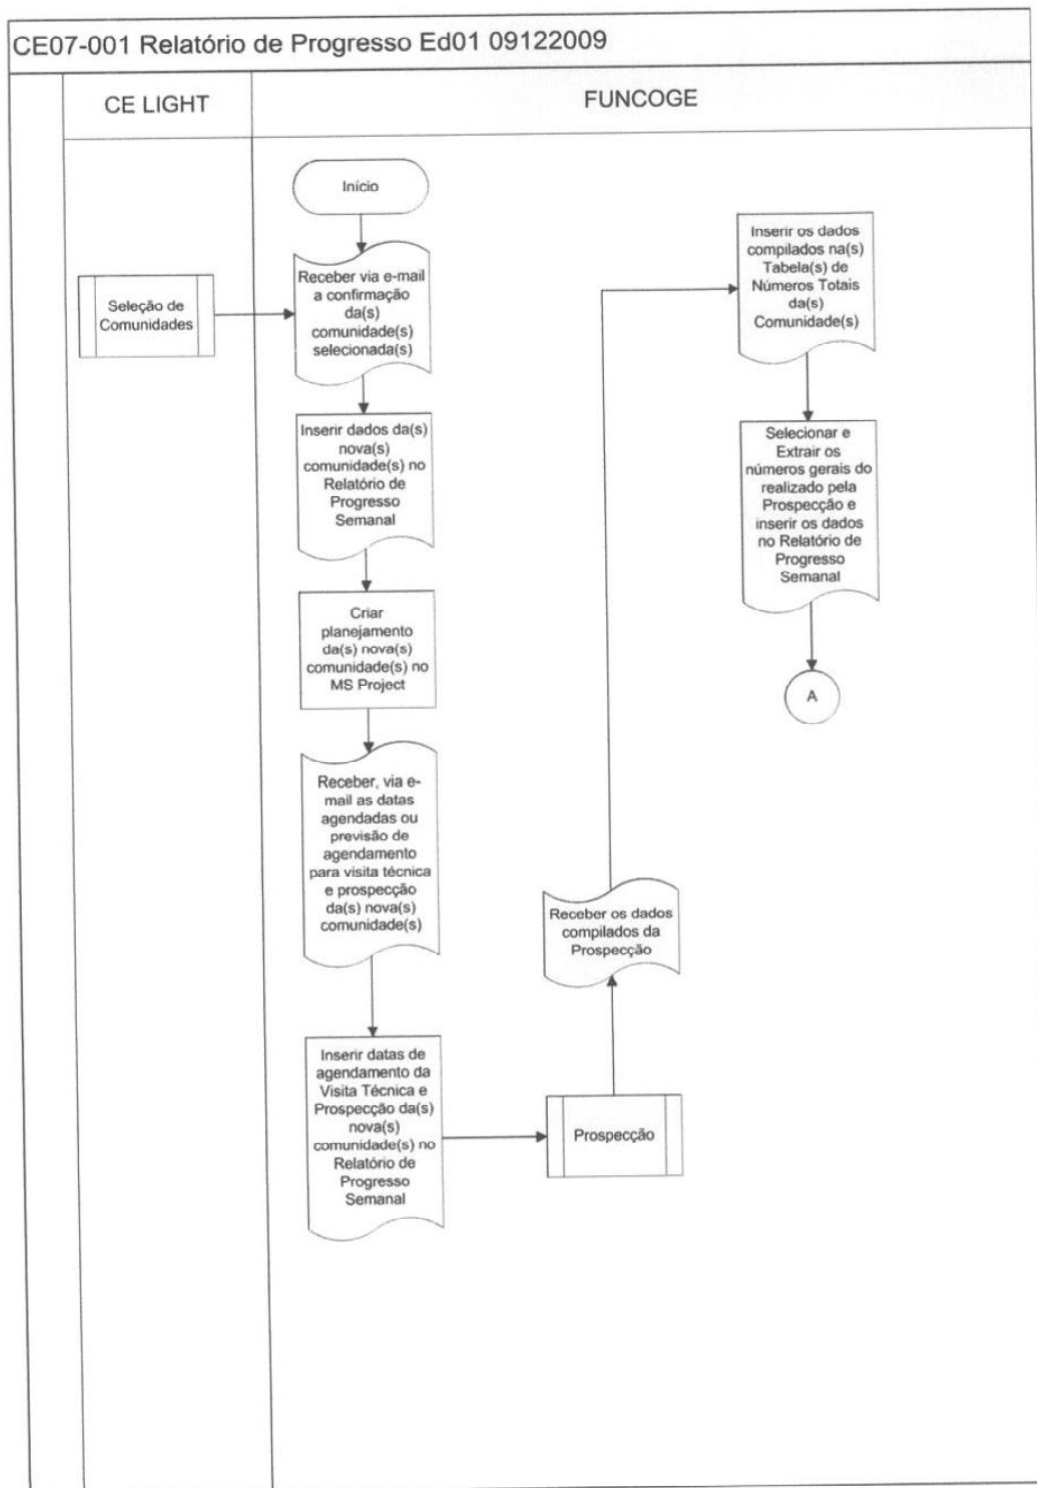 CE07-001 Relatório de Progresso Ed01 09122009
CE LIGHT
FUNCOGE
Início
Seleção de
Comunidades
Receber via e-mail
a confirmação
da(s)
comunidade(s)
selecionada(s)
Inserir dados da(s)
nova(s)
comunidade(s) no
Relatório de
Progresso
Semanal
Criar
planejamento
da(s) nova(s)
comunidade(s) no
MS Project
Receber, via e-
mail as datas
agendadas ou
previsão de
agendamento
para visita técnica
e prospecção
da(s) nova(s)
comunidade(s)
Inserir datas de
agendamento da
Visita Técnica e
Prospecção da(s)
nova(s)
comunidade(s) no
Relatório de
Progresso
Semanal
Prospecção
Receber os dados
compilados da
Prospecção
Inserir os dados
compilados na(s)
Tabela(s) de
Números Totais
da(s)
Comunidade(s)
Selecionar e
Extrair os
números gerais do
realizado pela
Prospecção e
inserir os dados
no Relatório de
Progresso
Semanal
A